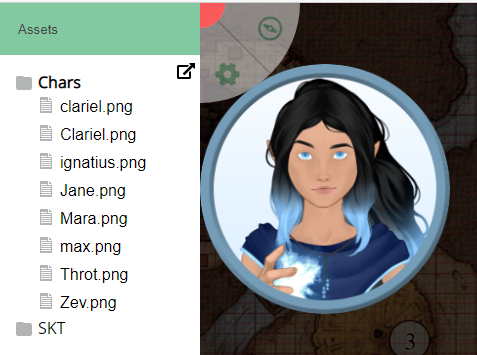 Assets
Chars
clariel.png
Clariel.png
ignatius.png
Jane.png
Mara.png
max.png
Throt.png
Zev.png
SKT
3